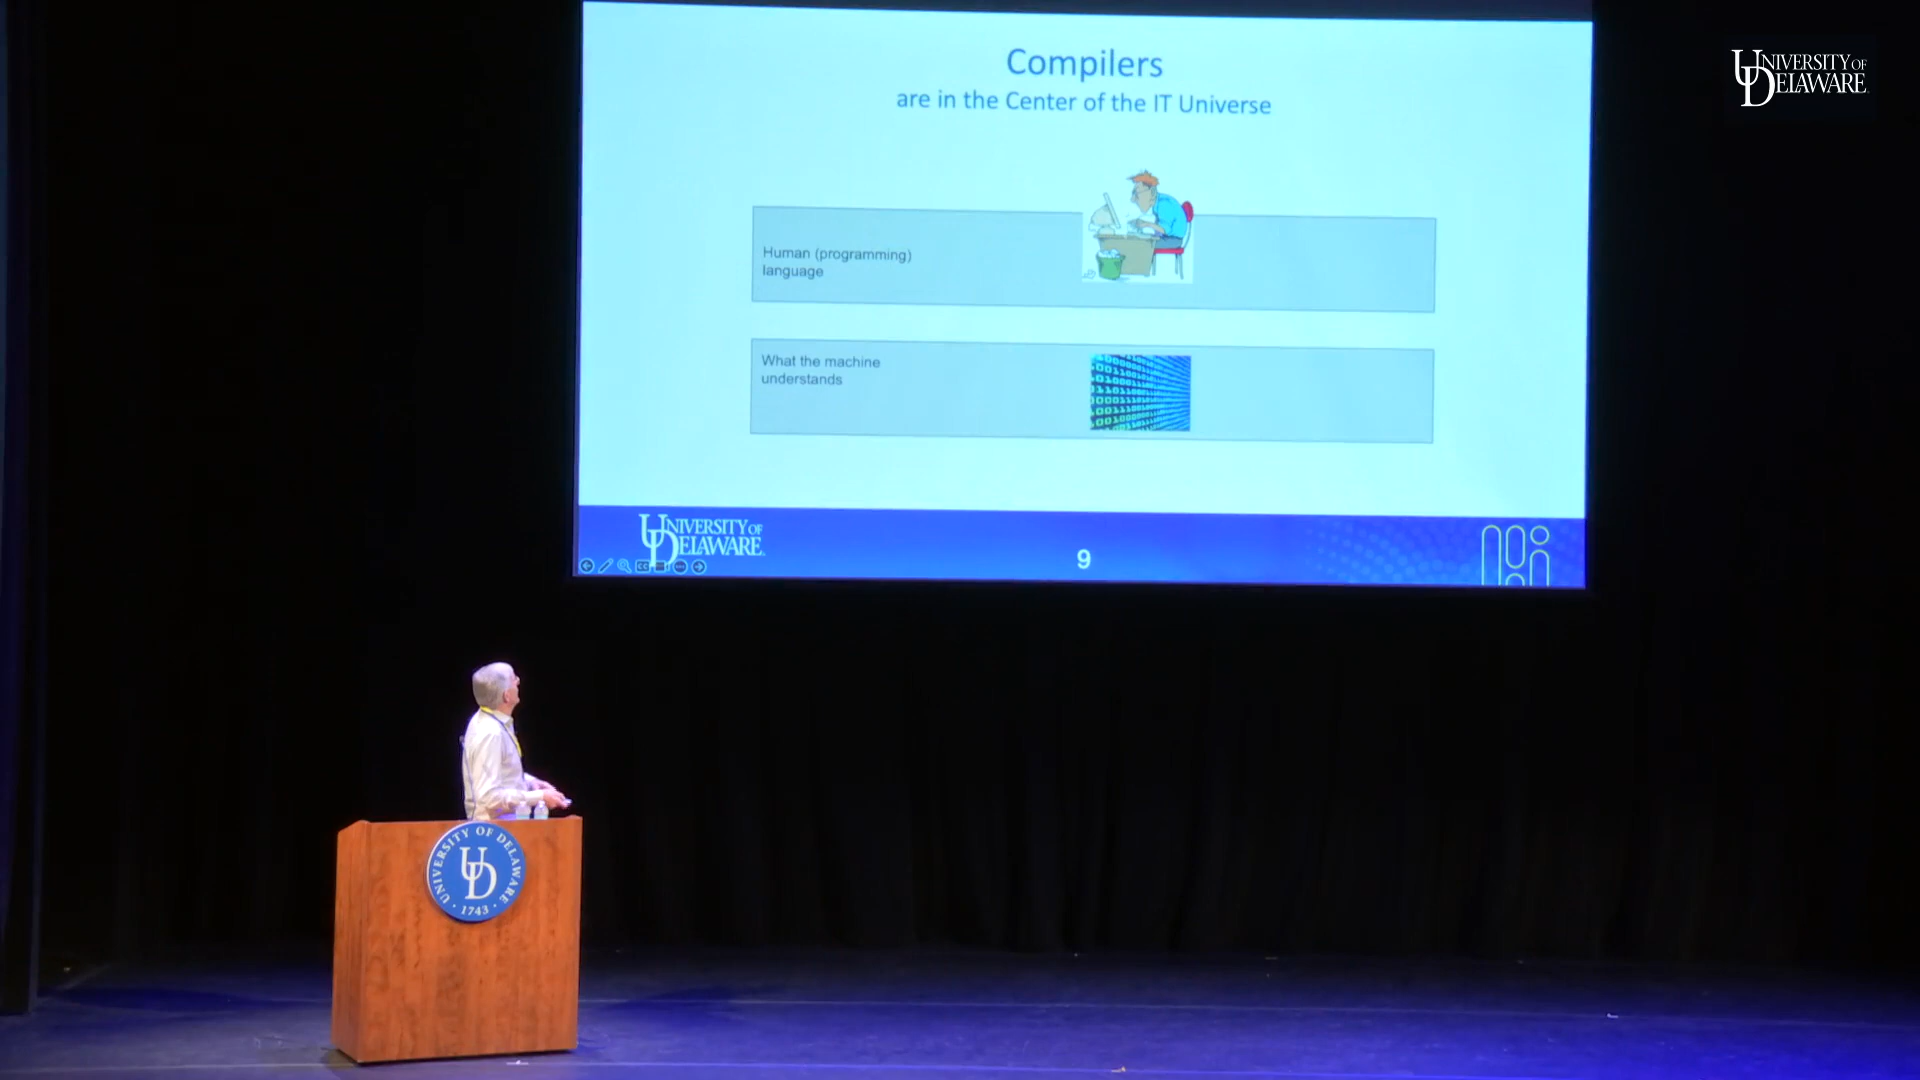 Compilers
are in the Center of the IT Universe
Human (programming)
language
What the machine
understands
UNIVERSITY OF
DELAWARE
9
UNIVERSITY OF
DELAWARE
UNIVERSITY OF DELAWARE
UD
· 1743 ·